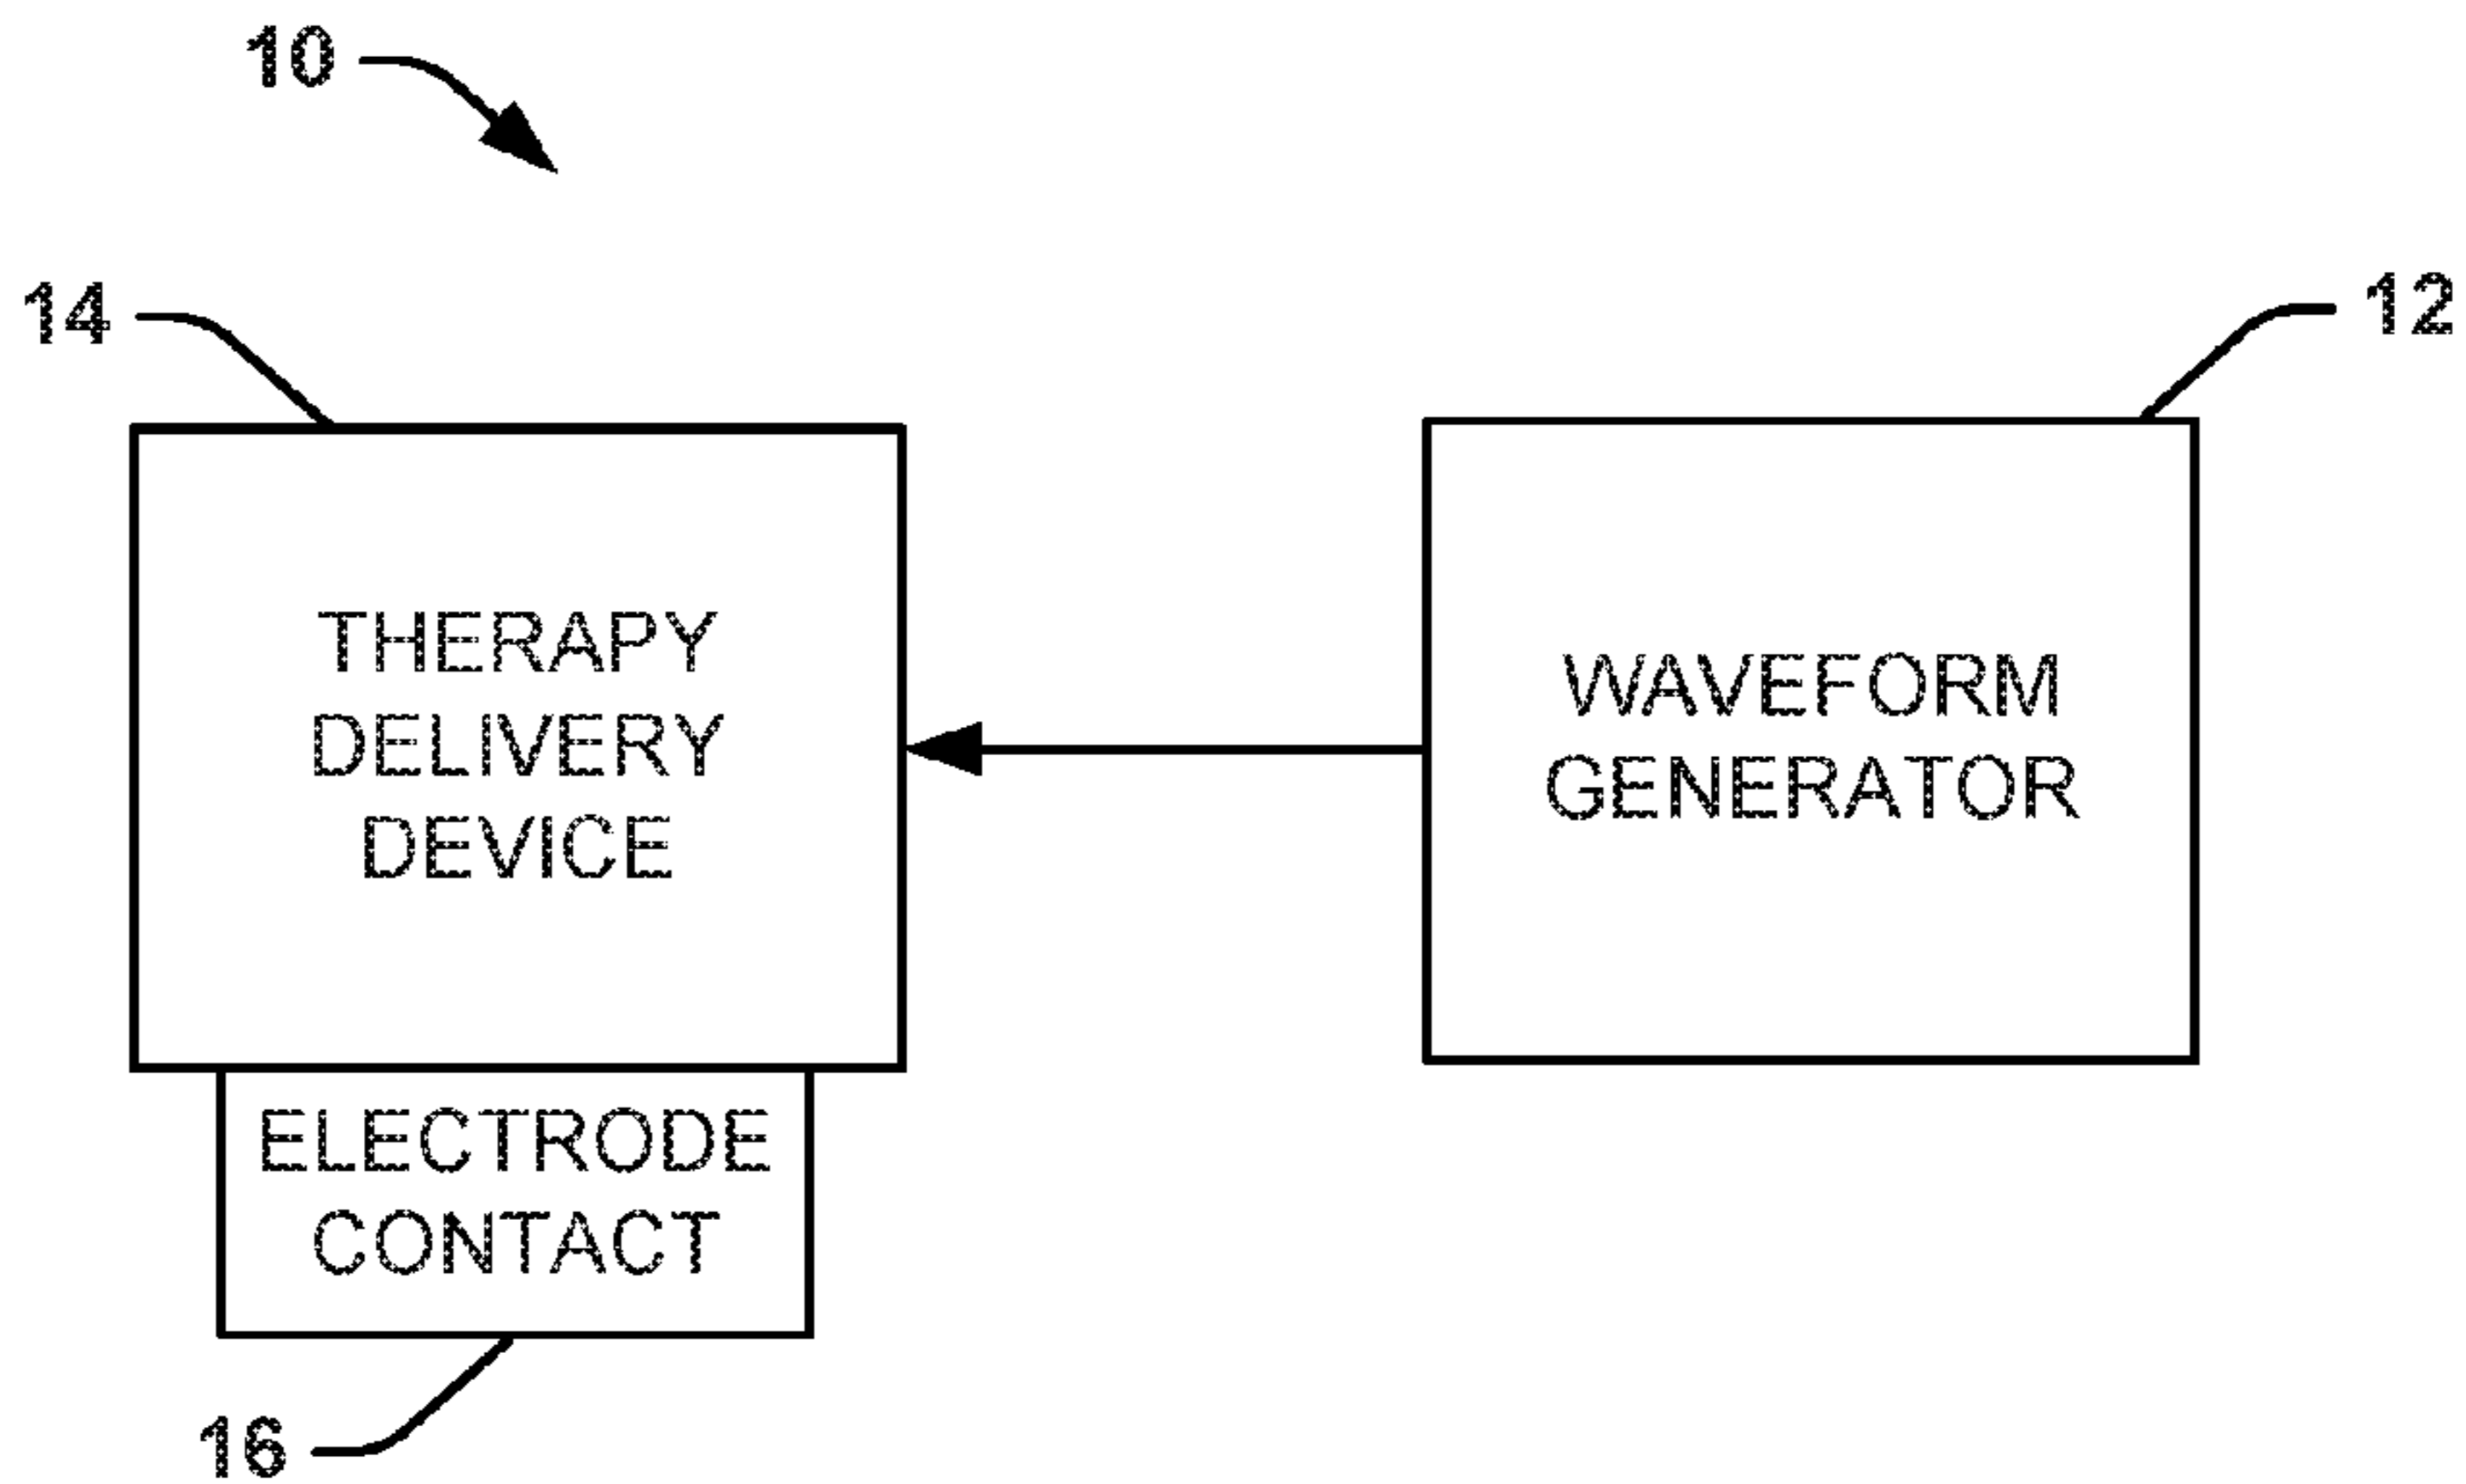 10
14
12
THERAPY
DELIVERY
DEVICE
WAVEFORM
GENERATOR
ELECTRODE
CONTACT
16